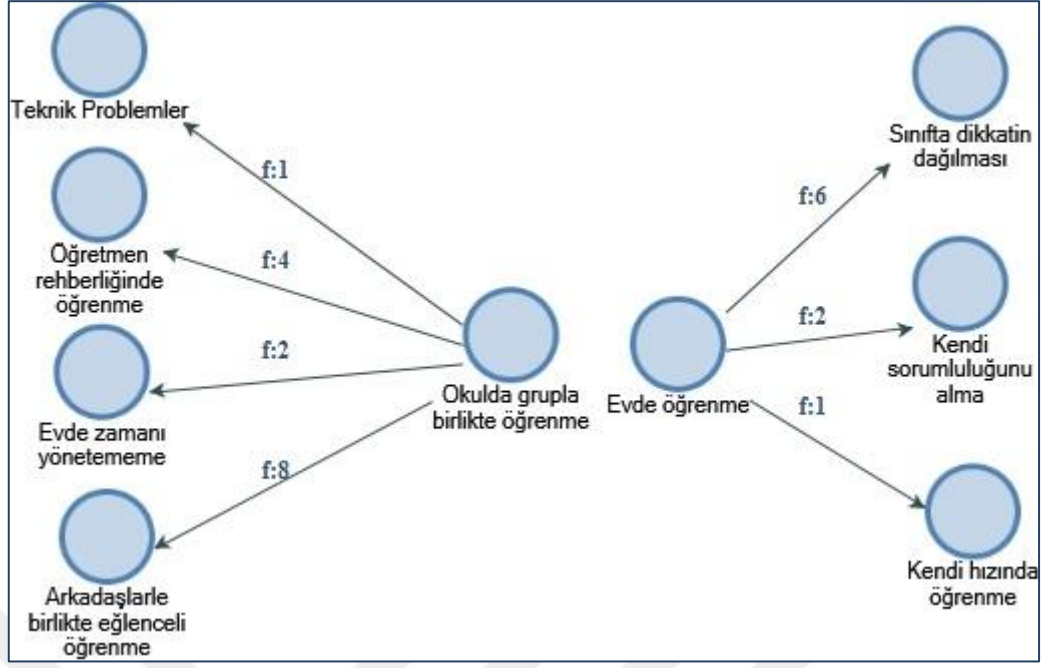 Teknik Problemler
f:1
Öğretmen
rehberliğinde
öğrenme
f:4
Evde zamanı
yönetememe
f:2
Arkadaşlarle
birlikte eğlenceli
öğrenme
f:8
Okulda grupla
birlikte öğrenme
Evde öğrenme
f:6
Sınıfta dikkatin
dağılması
f:2
Kendi
sorumluluğunu
alma
f:1
Kendi hızında
öğrenme